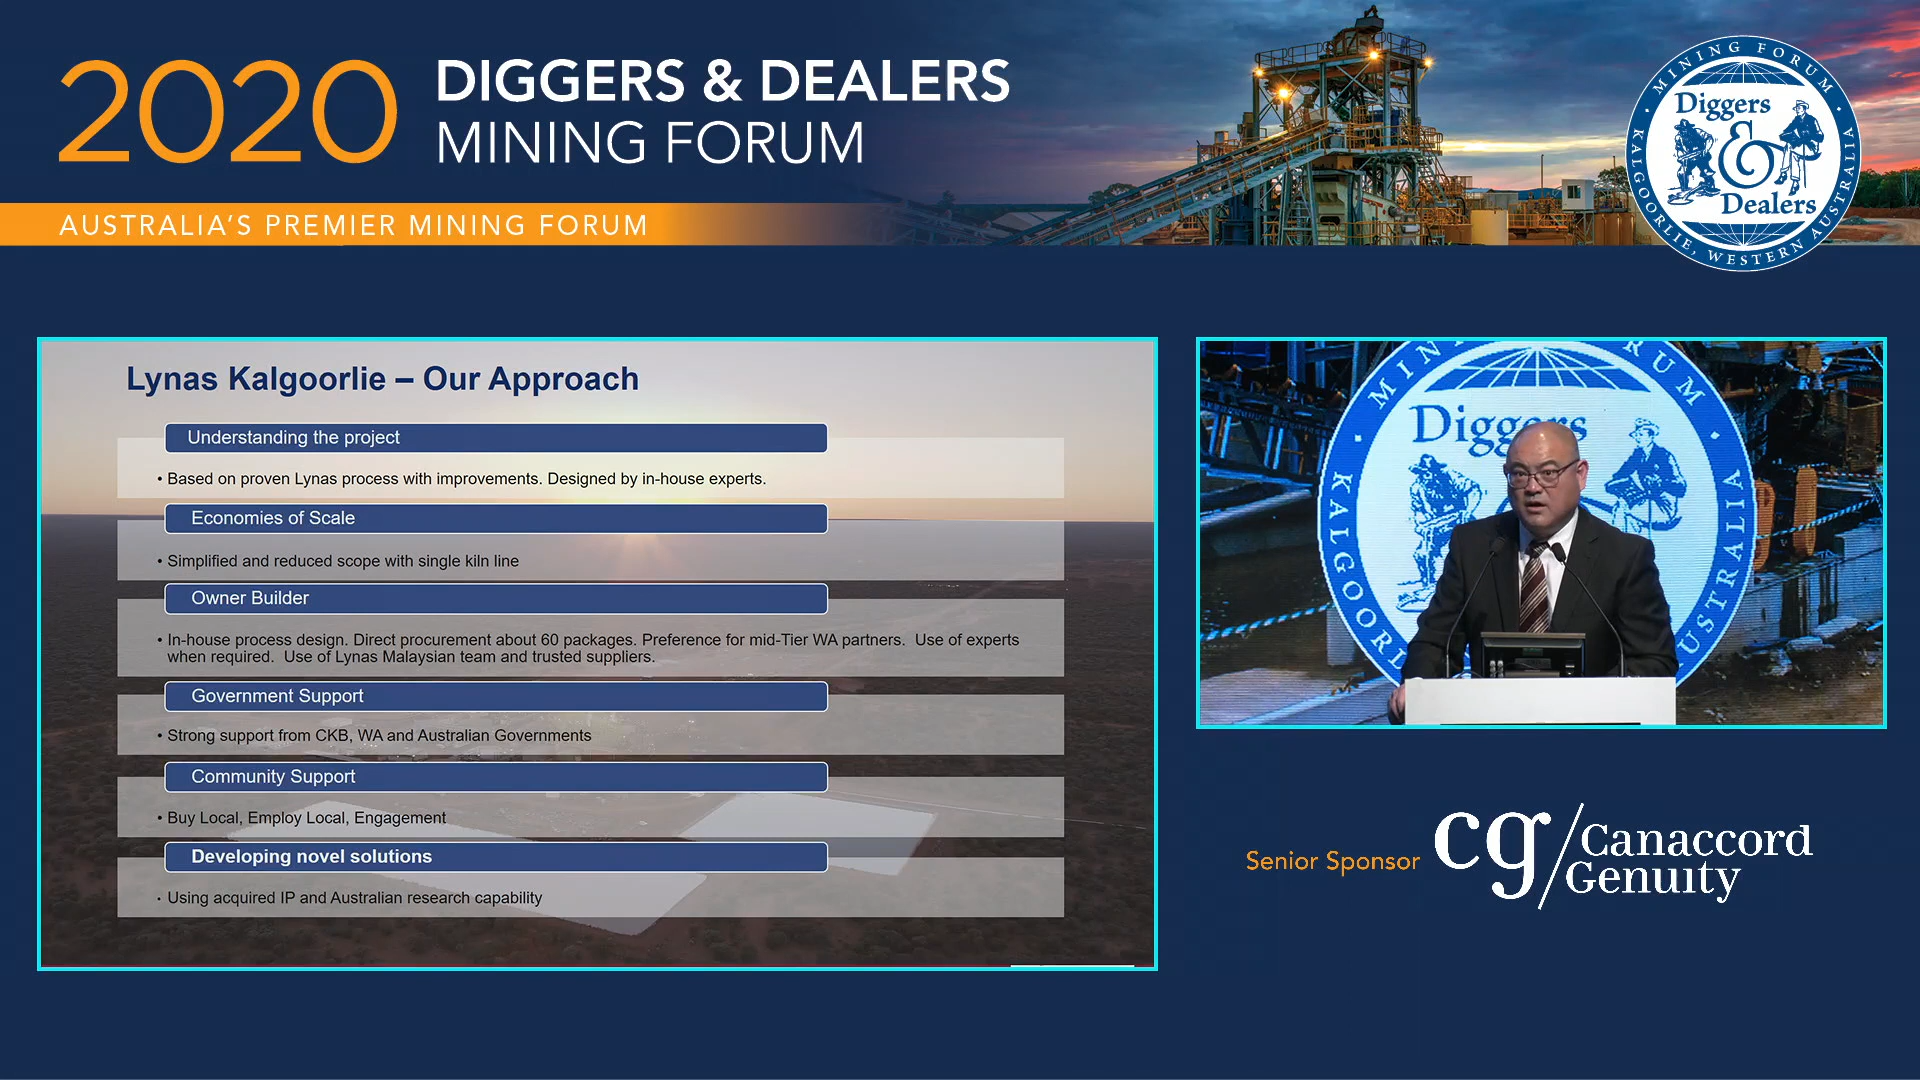 2020
DIGGERS & DEALERS
MINING FORUM
AUSTRALIA'S PREMIER MINING FORUM
MINING FORUM
Diggers
&
Dealers
KALGOORLIE, WESTERN AUSTRALIA
Lynas Kalgoorlie – Our Approach
Understanding the project
• Based on proven Lynas process with improvements. Designed by in-house experts.
Economies of Scale
• Simplified and reduced scope with single kiln line
Owner Builder
• In-house process design. Direct procurement about 60 packages. Preference for mid-Tier WA partners. Use of experts
when required. Use of Lynas Malaysian team and trusted suppliers.
Government Support
• Strong support from CKB, WA and Australian Governments
Community Support
• Buy Local, Employ Local, Engagement
Developing novel solutions
• Using acquired IP and Australian research capability
Diggers
Senior Sponsor
cg/Canaccord
Genuity